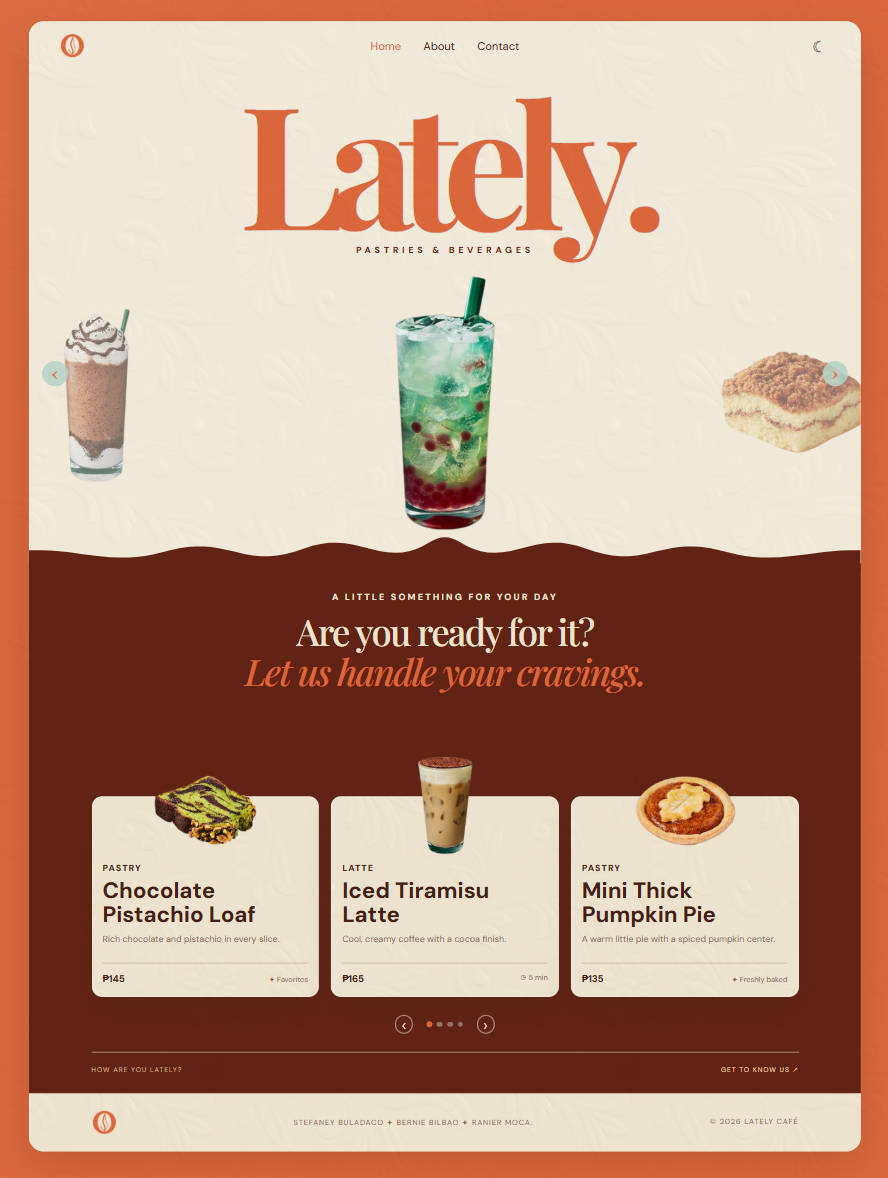 Home About Contact
Lately.
PASTRIES & BEVERAGES
A LITTLE SOMETHING FOR YOUR DAY
Are you ready for it?
Let us handle your cravings.
PASTRY
Chocolate
Pistachio Loaf
Rich chocolate and pistachio in every slice.
₱145 ✦ Favorites
LATTE
Iced Tiramisu
Latte
Cool, creamy coffee with a cocoa finish.
₱165 ◷ 5 min
PASTRY
Mini Thick
Pumpkin Pie
A warm little pie with a spiced pumpkin center.
₱135 ✦ Freshly baked
HOW ARE YOU LATELY? GET TO KNOW US ↗
STEFANEY BULADACO ✦ BERNIE BILBAO ✦ RANIER MOCA. © 2026 LATELY CAFÉ